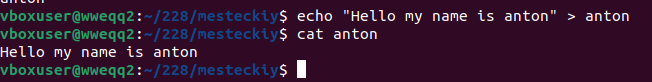 anton
vboxuser@wweqq2:~/228/mesteckiy$ echo "Hello my name is anton" > anton
vboxuser@wweqq2:~/228/mesteckiy$ cat anton
Hello my name is anton
vboxuser@wweqq2:~/228/mesteckiy$